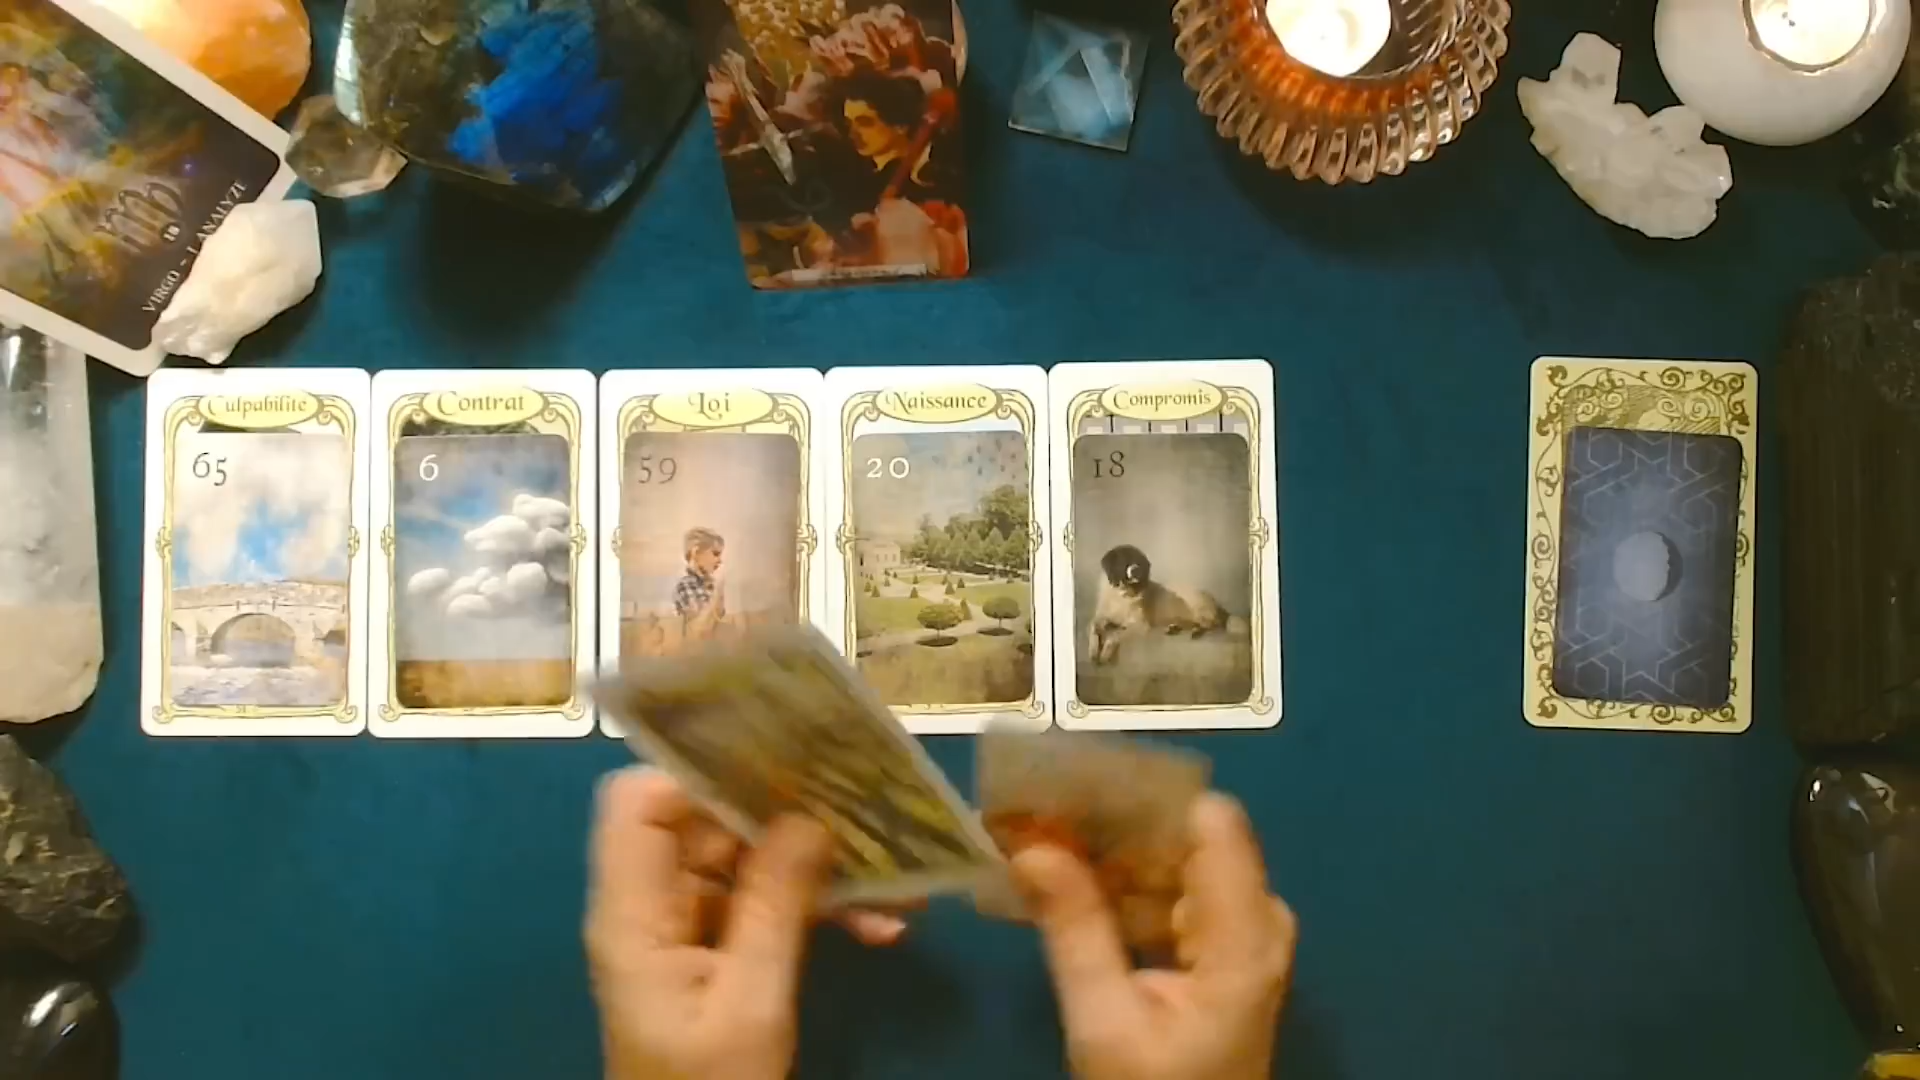 VIRGO ~ I ANALYZE
Culpabilité
Contrat
Loi
Naissance
Compromis
65
6
59
20
18